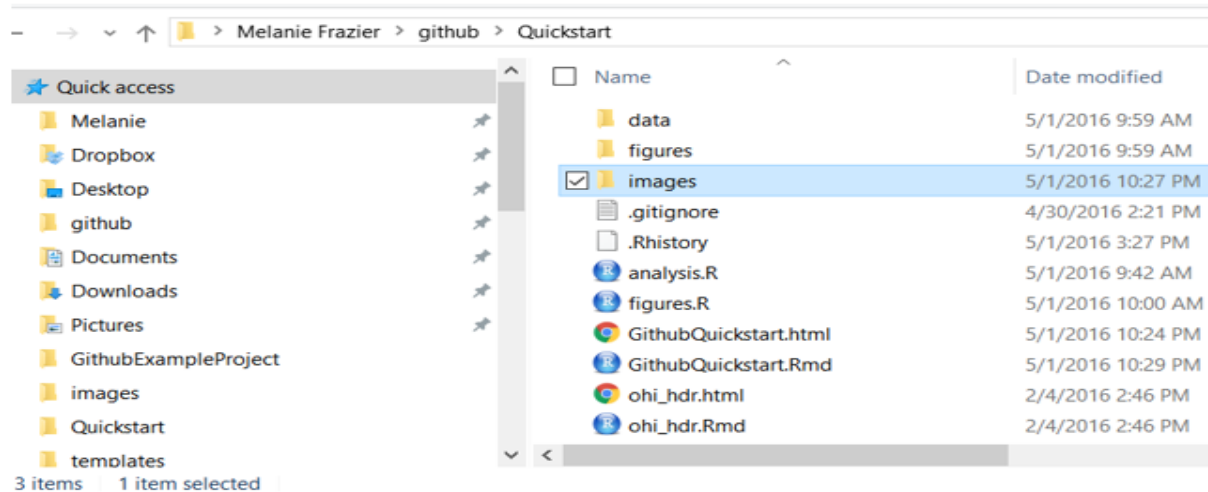 Melanie Frazier > github > Quickstart
Quick access
Melanie
Dropbox
Desktop
github
Documents
Downloads
Pictures
GithubExampleProject
images
Quickstart
templates
Name Date modified
data 5/1/2016 9:59 AM
figures 5/1/2016 9:59 AM
images 5/1/2016 10:27 PM
.gitignore 4/30/2016 2:21 PM
.Rhistory 5/1/2016 3:27 PM
analysis.R 5/1/2016 9:42 AM
figures.R 5/1/2016 10:00 AM
GithubQuickstart.html 5/1/2016 10:24 PM
GithubQuickstart.Rmd 5/1/2016 10:29 PM
ohi_hdr.html 2/4/2016 2:46 PM
ohi_hdr.Rmd 2/4/2016 2:46 PM
3 items 1 item selected